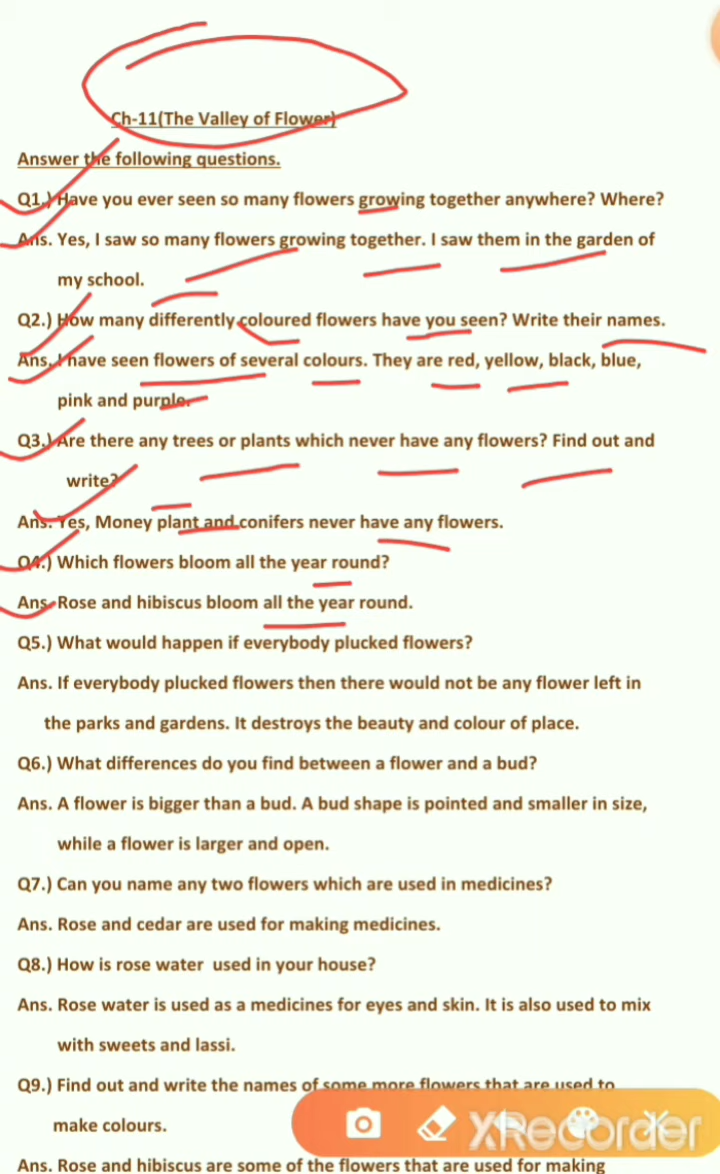 Ch-11(The Valley of Flower)
Answer the following questions.
Q1.) Have you ever seen so many flowers growing together anywhere? Where?
Ans. Yes, I saw so many flowers growing together. I saw them in the garden of
my school.
Q2.) How many differently coloured flowers have you seen? Write their names.
Ans. I have seen flowers of several colours. They are red, yellow, black, blue,
pink and purple.
Q3.) Are there any trees or plants which never have any flowers? Find out and
write?
Ans. Yes, Money plant and conifers never have any flowers.
Q4.) Which flowers bloom all the year round?
Ans. Rose and hibiscus bloom all the year round.
Q5.) What would happen if everybody plucked flowers?
Ans. If everybody plucked flowers then there would not be any flower left in
the parks and gardens. It destroys the beauty and colour of place.
Q6.) What differences do you find between a flower and a bud?
Ans. A flower is bigger than a bud. A bud shape is pointed and smaller in size,
while a flower is larger and open.
Q7.) Can you name any two flowers which are used in medicines?
Ans. Rose and cedar are used for making medicines.
Q8.) How is rose water used in your house?
Ans. Rose water is used as a medicines for eyes and skin. It is also used to mix
with sweets and lassi.
Q9.) Find out and write the names of some more flowers that are used to
make colours.
XRecorder
Ans. Rose and hibiscus are some of the flowers that are used for making